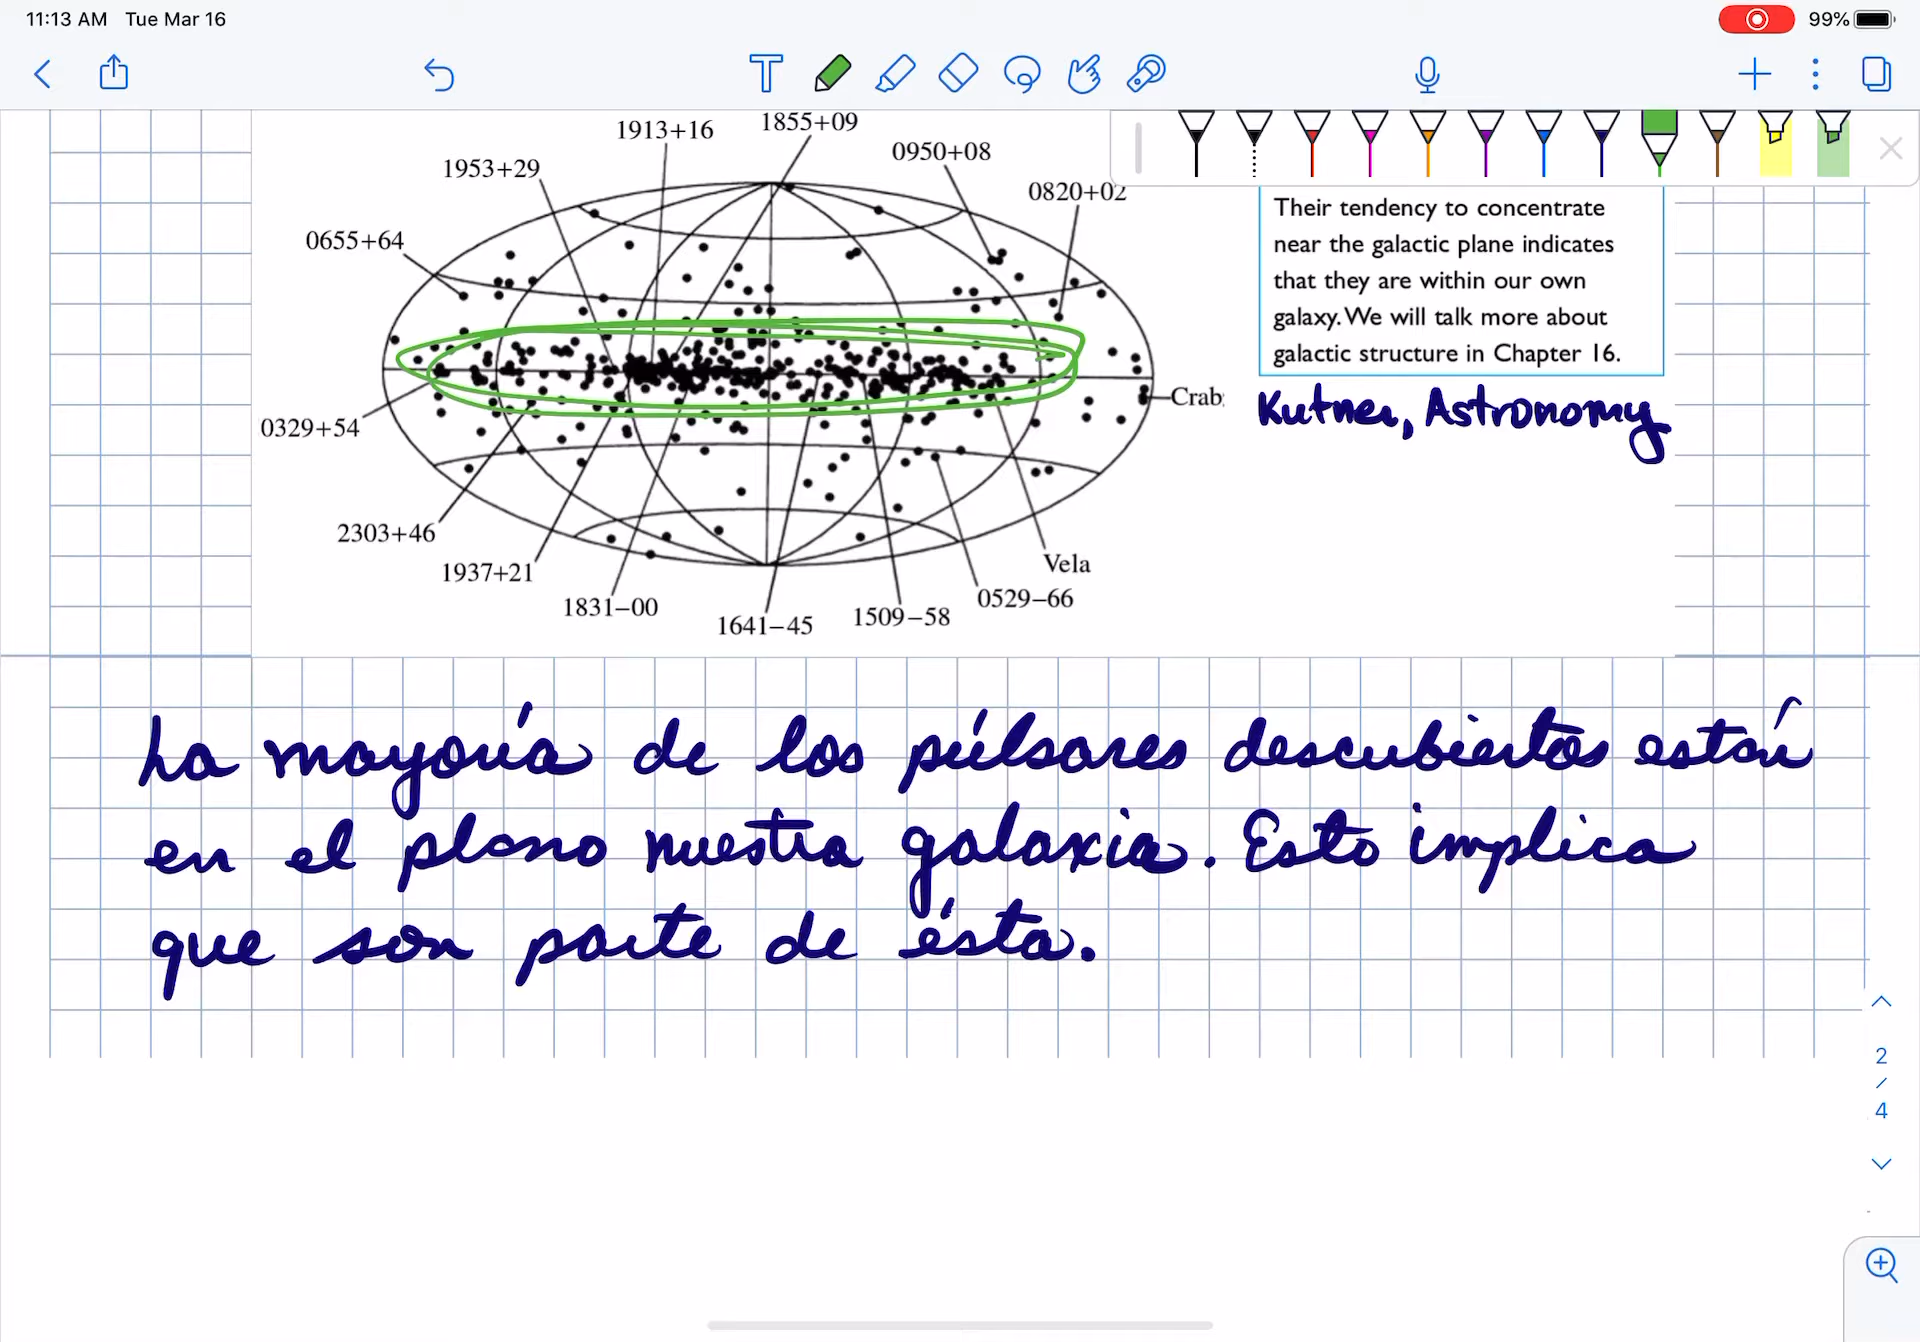 11:13 AM Tue Mar 16
99%
1913+16
1855+09
1953+29
0950+08
0820+02
0655+64
Their tendency to concentrate
near the galactic plane indicates
that they are within our own
galaxy. We will talk more about
galactic structure in Chapter 16.
Crab
Kutner, Astronomy
0329+54
2303+46
1937+21
1831–00
1641–45
1509–58
0529–66
Vela
La mayoría de los púlsares descubiertos están
en el plano nuestra galaxia. Esto implica
que son parte de ésta.
2
/
4